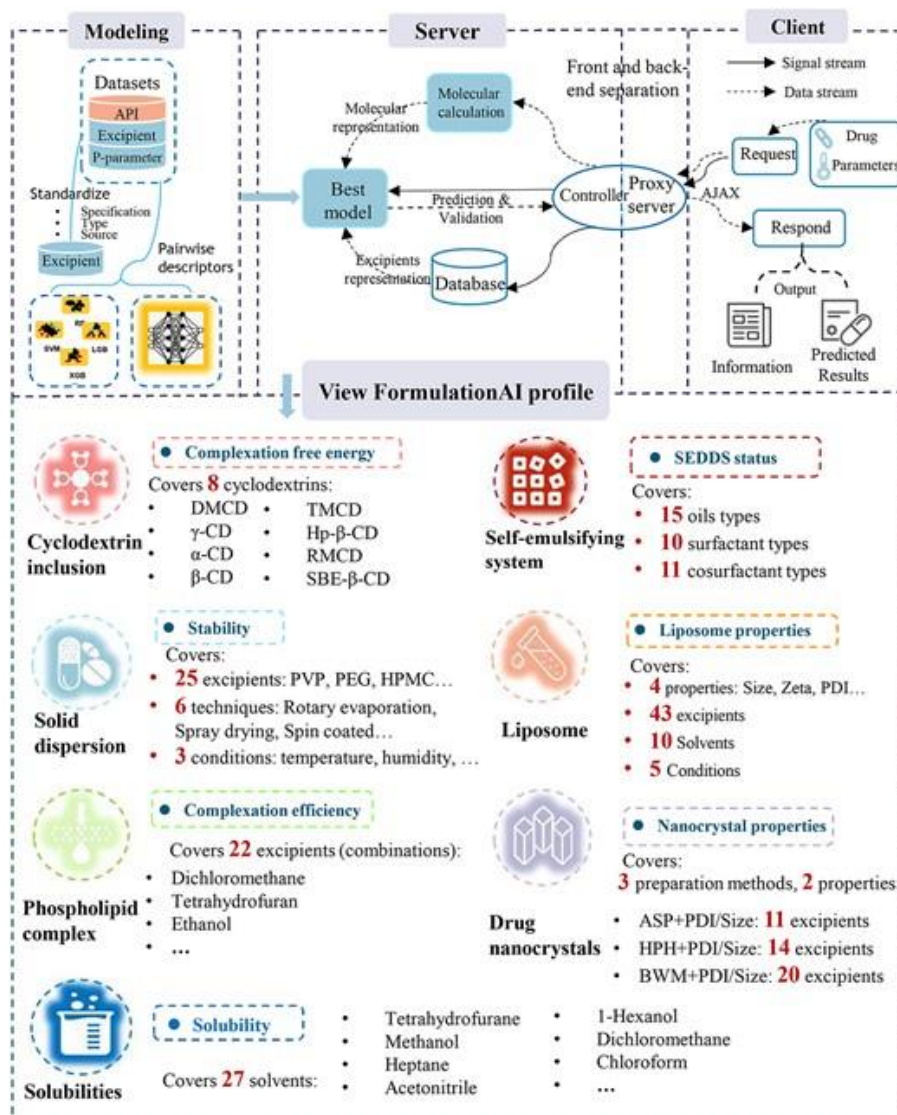 Modeling
Server
Client
Datasets
API
Excipient
P-parameter
Standardize
Specification
Type
Source
Excipient
Pairwise
descriptors
RF
SVM
LGB
XGB
Molecular
representation
Molecular
calculation
Front and back-
end separation
Signal stream
Data stream
Best
model
Prediction &
Validation
Controller
Proxy
server
AJAX
Request
Drug
Parameters
Excipients
representation
Database
Respond
Output
Information
Predicted
Results
View FormulationAI profile
Cyclodextrin
inclusion
Complexation free energy
Covers 8 cyclodextrins:
• DMCD
• γ-CD
• α-CD
• β-CD
• TMCD
• Hp-β-CD
• RMCD
• SBE-β-CD
Self-emulsifying
system
SEDDS status
Covers:
• 15 oils types
• 10 surfactant types
• 11 cosurfactant types
Solid
dispersion
Stability
Covers:
• 25 excipients: PVP, PEG, HPMC…
• 6 techniques: Rotary evaporation,
Spray drying, Spin coated…
• 3 conditions: temperature, humidity, …
Liposome
Liposome properties
Covers:
• 4 properties: Size, Zeta, PDI…
• 43 excipients
• 10 Solvents
• 5 Conditions
Phospholipid
complex
Complexation efficiency
Covers 22 excipients (combinations):
• Dichloromethane
• Tetrahydrofuran
• Ethanol
• …
Drug
nanocrystals
Nanocrystal properties
Covers:
3 preparation methods, 2 properties
• ASP+PDI/Size: 11 excipients
• HPH+PDI/Size: 14 excipients
• BWM+PDI/Size: 20 excipients
Solubilities
Solubility
Covers 27 solvents:
• Tetrahydrofurane
• Methanol
• Heptane
• Acetonitrile
• 1-Hexanol
• Dichloromethane
• Chloroform
• …